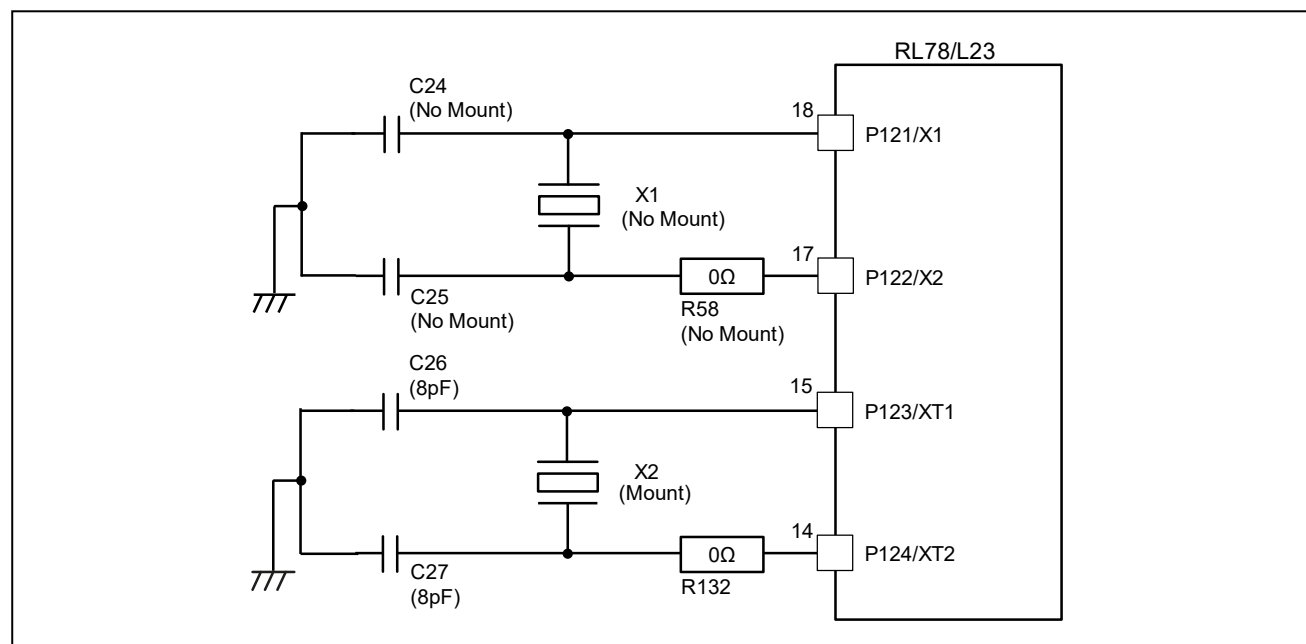 RL78/L23
C24
(No Mount)
18
P121/X1
X1
(No Mount)
17
P122/X2
0Ω
C25
(No Mount)
R58
(No Mount)
C26
(8pF)
15
P123/XT1
X2
(Mount)
14
P124/XT2
0Ω
C27
(8pF)
R132